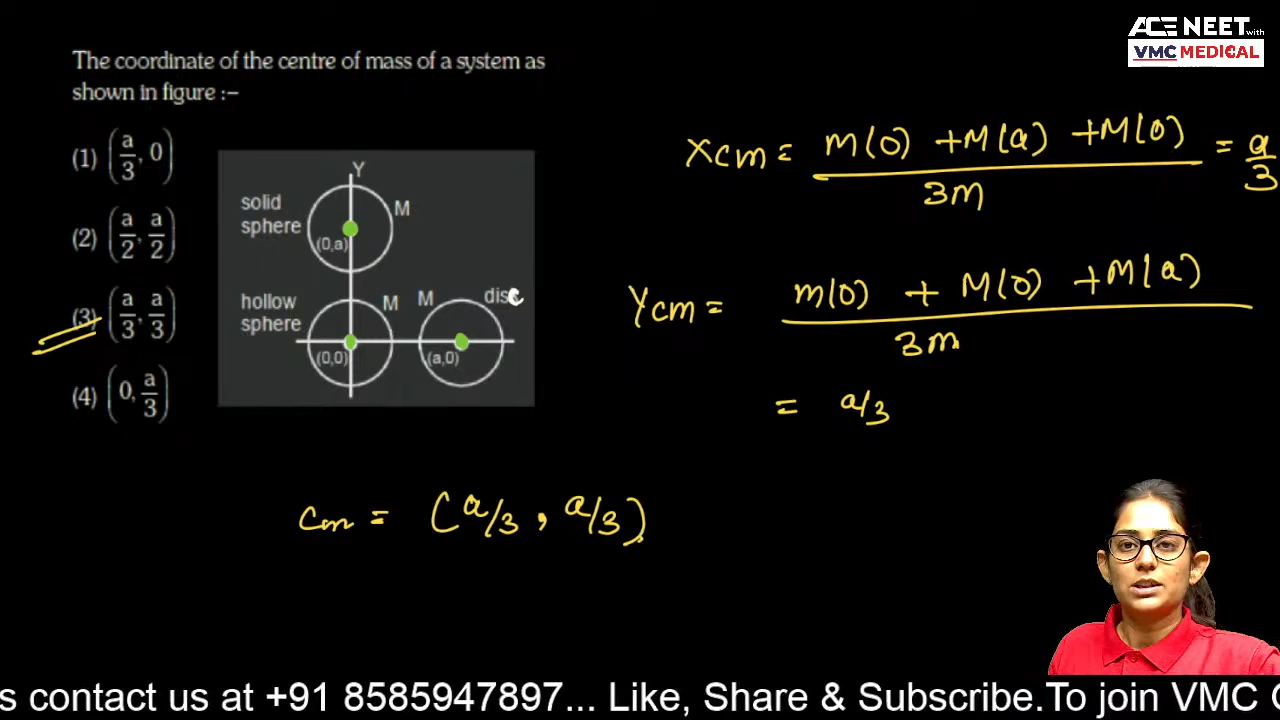 ACE NEET with
VMC MEDICAL
The coordinate of the centre of mass of a system as
shown in figure :–
(1) (a/3, 0)
(2) (a/2, a/2)
(3) (a/3, a/3)
(4) (0, a/3)
Y
solid
sphere
M
(0,a)
hollow
sphere
M
M
disc
(0,0)
(a,0)
Xcm = M(0) + M(a) + M(0) / 3M = a/3
Ycm = M(0) + M(0) + M(a) / 3M
= a/3
Cm = (a/3, a/3)
s contact us at +91 8585947897... Like, Share & Subscribe.To join VMC